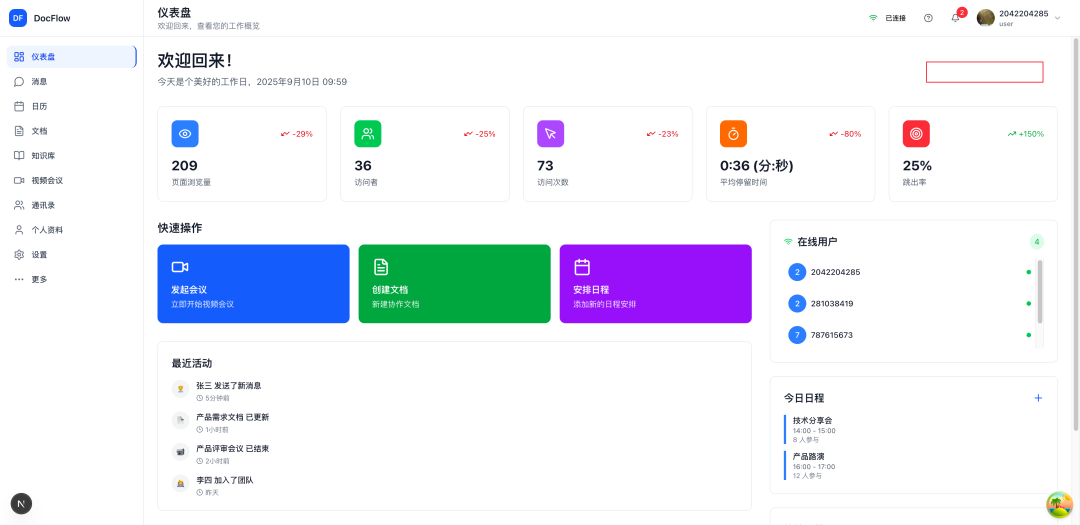 DF DocFlow
仪表盘
消息
日历
文档
知识库
视频会议
通讯录
个人资料
设置
更多
N
仪表盘
欢迎回来，查看您的工作概览
已连接
2
2042204285
user
欢迎回来！
今天是个美好的工作日，2025年9月10日 09:59
-29%
209
页面浏览量
-25%
36
访问者
-23%
73
访问次数
-80%
0:36 (分:秒)
平均停留时间
+150%
25%
跳出率
快速操作
发起会议
立即开始视频会议
创建文档
新建协作文档
安排日程
添加新的日程安排
最近活动
张三 发送了新消息
5分钟前
产品需求文档 已更新
1小时前
产品评审会议 已结束
2小时前
李四 加入了团队
昨天
在线用户
4
2 2042204285
2 281038419
7 787615673
今日日程
技术分享会
14:00 - 15:00
8 人参与
产品路演
16:00 - 17:00
12 人参与